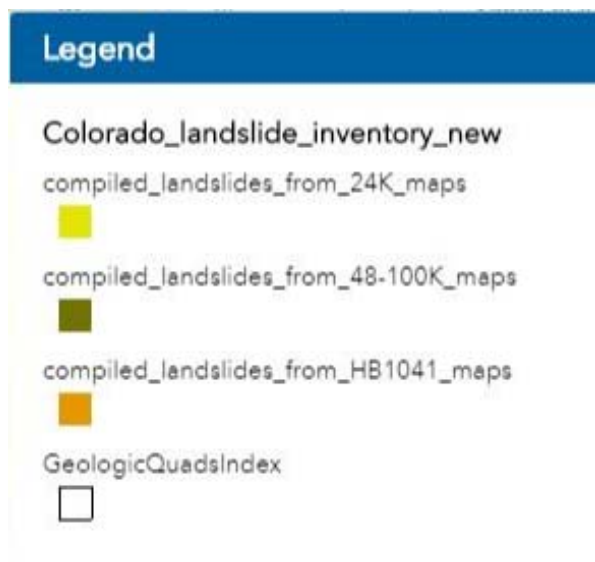 Legend
Colorado_landslide_inventory_new
compiled_landslides_from_24K_maps
compiled_landslides_from_48-100K_maps
compiled_landslides_from_HB1041_maps
GeologicQuadsIndex